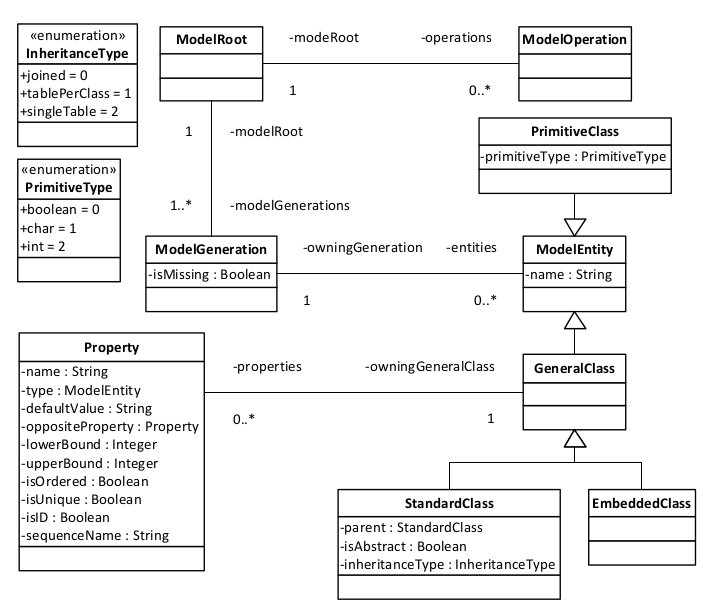 «enumeration»
InheritanceType
+joined = 0
+tablePerClass = 1
+singleTable = 2
ModelRoot
-modeRoot
-operations
1
0..*
ModelOperation
1
-modelRoot
1..*
-modelGenerations
«enumeration»
PrimitiveType
+boolean = 0
+char = 1
+int = 2
PrimitiveClass
-primitiveType : PrimitiveType
ModelGeneration
-isMissing : Boolean
-owningGeneration
-entities
1
0..*
ModelEntity
-name : String
Property
-name : String
-type : ModelEntity
-defaultValue : String
-oppositeProperty : Property
-lowerBound : Integer
-upperBound : Integer
-isOrdered : Boolean
-isUnique : Boolean
-isID : Boolean
-sequenceName : String
-properties
-owningGeneralClass
0..*
1
GeneralClass
StandardClass
-parent : StandardClass
-isAbstract : Boolean
-inheritanceType : InheritanceType
EmbeddedClass